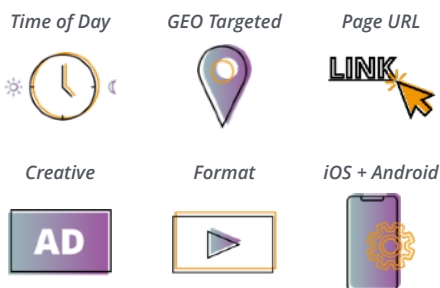 Time of Day
GEO Targeted
Page URL
LINK
Creative
Format
iOS + Android
AD